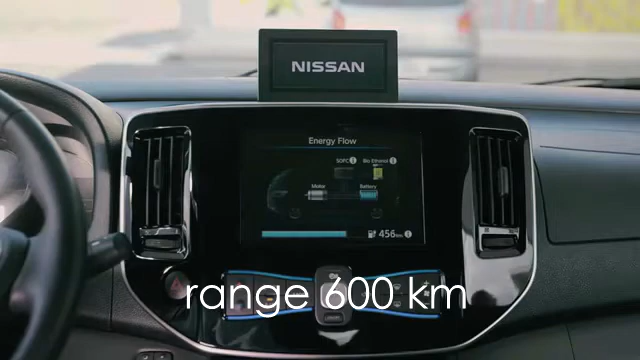 NISSAN
Energy Flow
SOFC Bio Ethanol
Motor Battery
456km
range 600 km